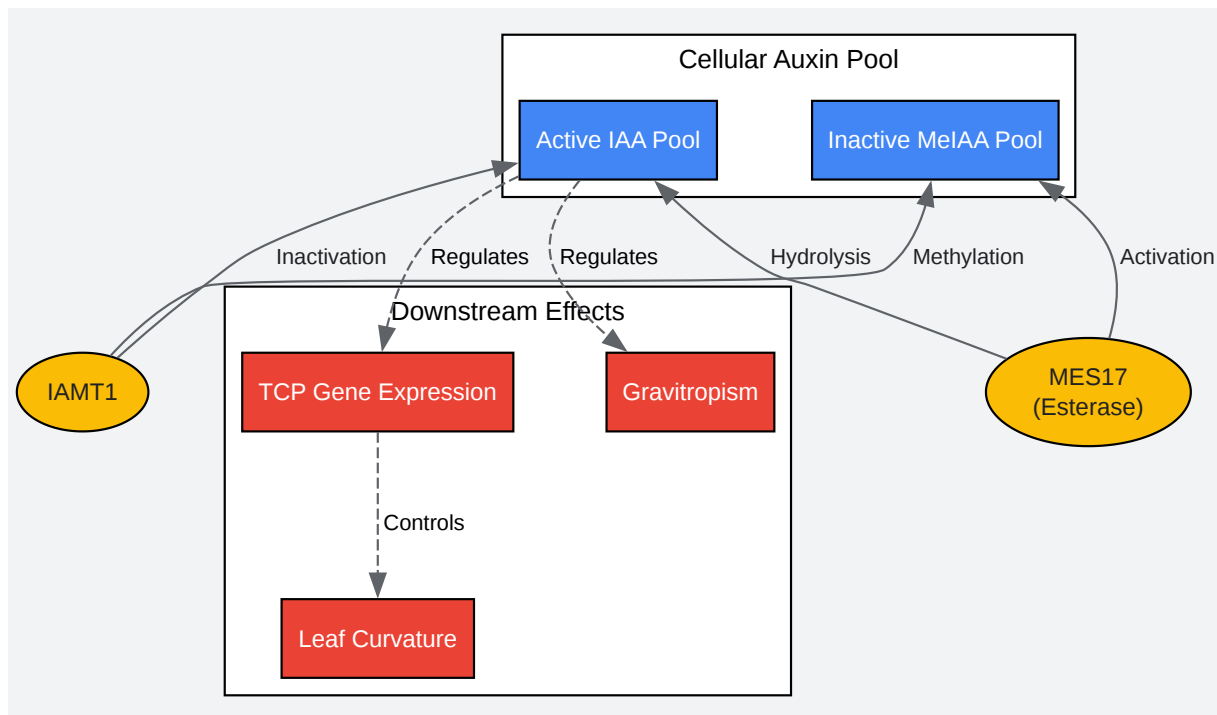 Cellular Auxin Pool
Active IAA Pool
Inactive MeIAA Pool
Inactivation
Regulates
Regulates
Hydrolysis
Methylation
Activation
Downstream Effects
IAMT1
TCP Gene Expression
Gravitropism
MES17
(Esterase)
Controls
Leaf Curvature